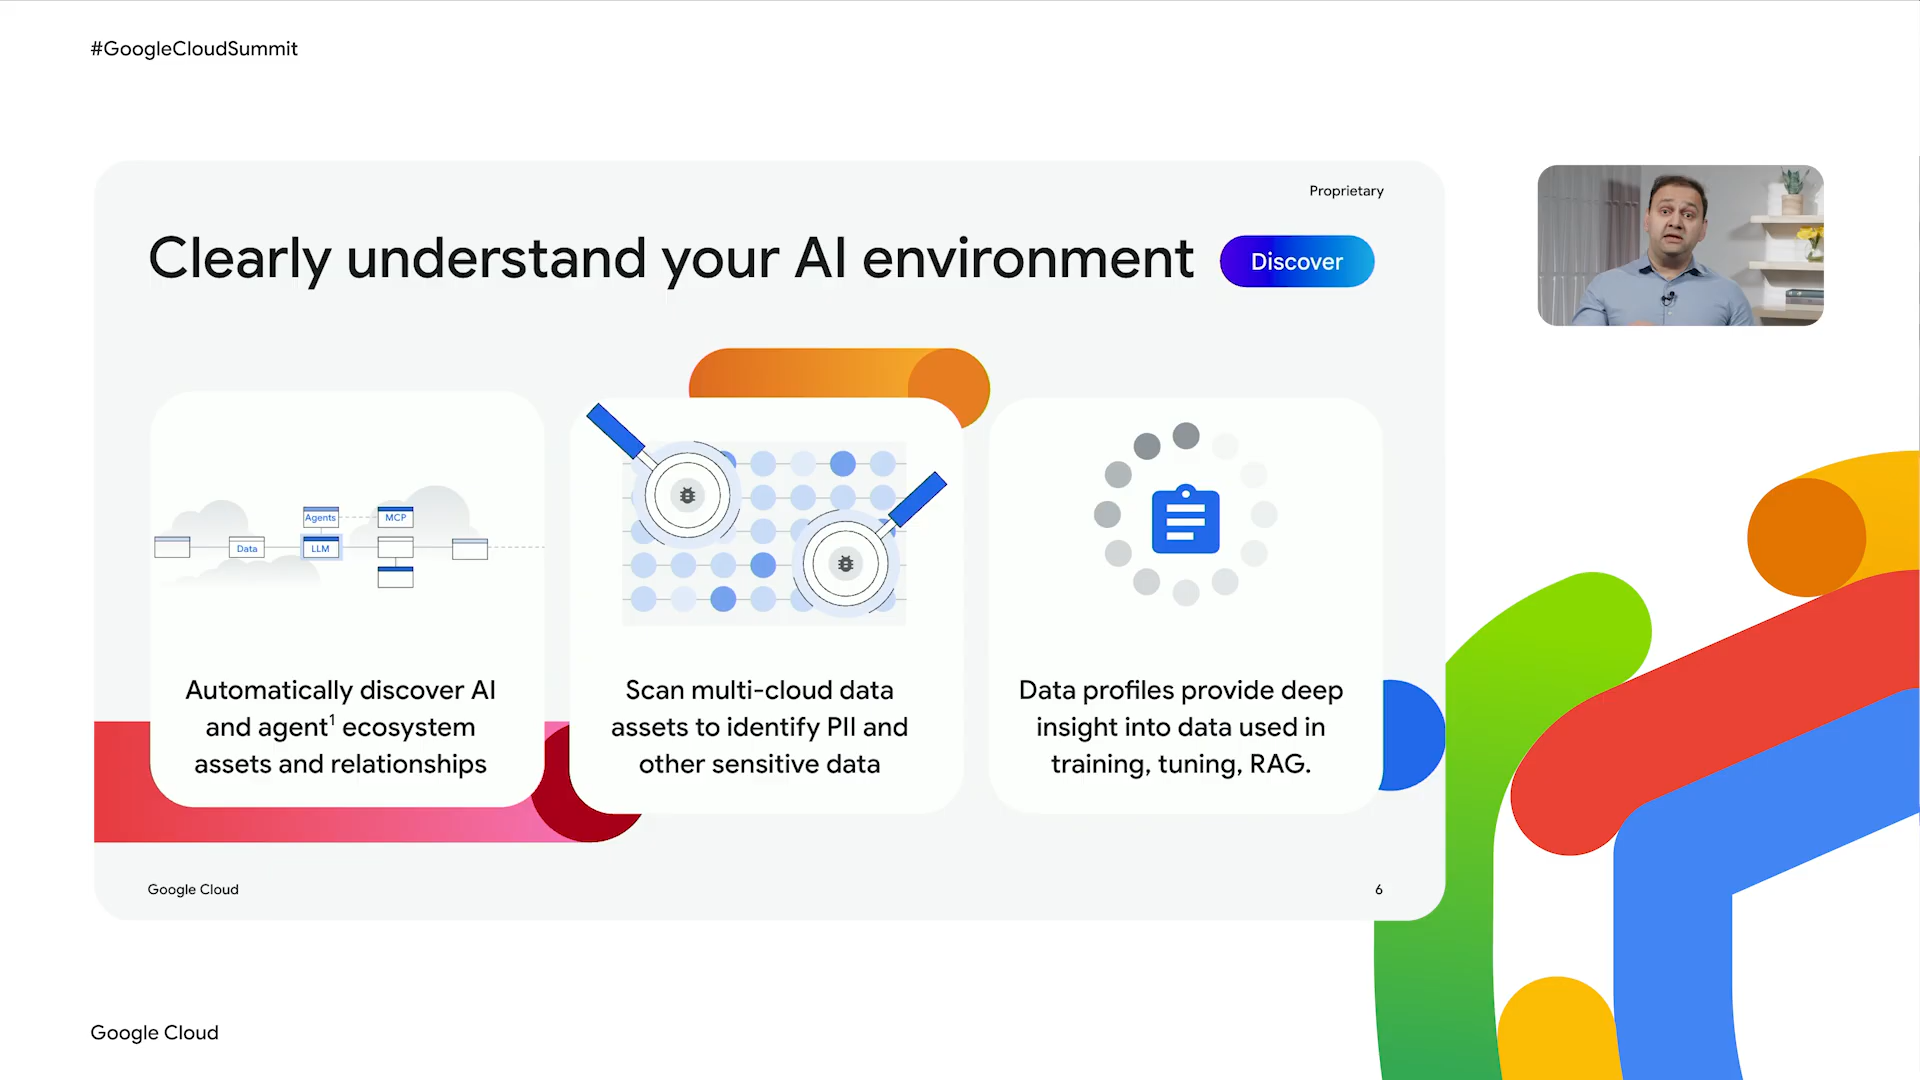 #GoogleCloudSummit
Proprietary
Clearly understand your AI environment
Discover
Agents
MCP
Data
LLM
Automatically discover AI
and agent¹ ecosystem
assets and relationships
Scan multi-cloud data
assets to identify PII and
other sensitive data
Data profiles provide deep
insight into data used in
training, tuning, RAG.
Google Cloud
6
Google Cloud